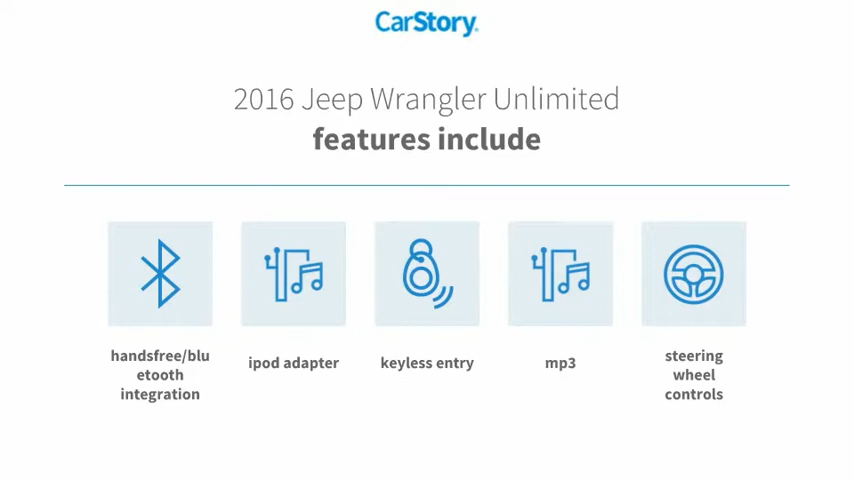 CarStory.
2016 Jeep Wrangler Unlimited
features include
handsfree/blu
etooth
integration
ipod adapter
keyless entry
mp3
steering
wheel
controls